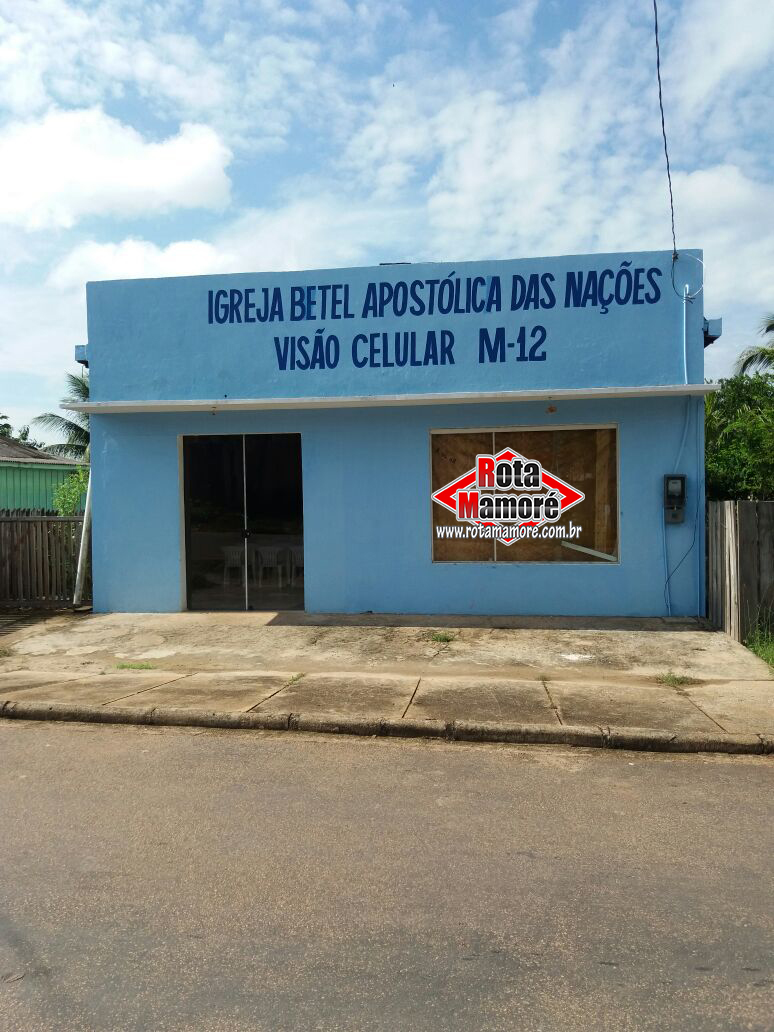 IGREJA BETEL APOSTÓLICA DAS NAÇÕES
VISÃO CELULAR M-12
Rota
Mamoré
www.rotamamore.com.br